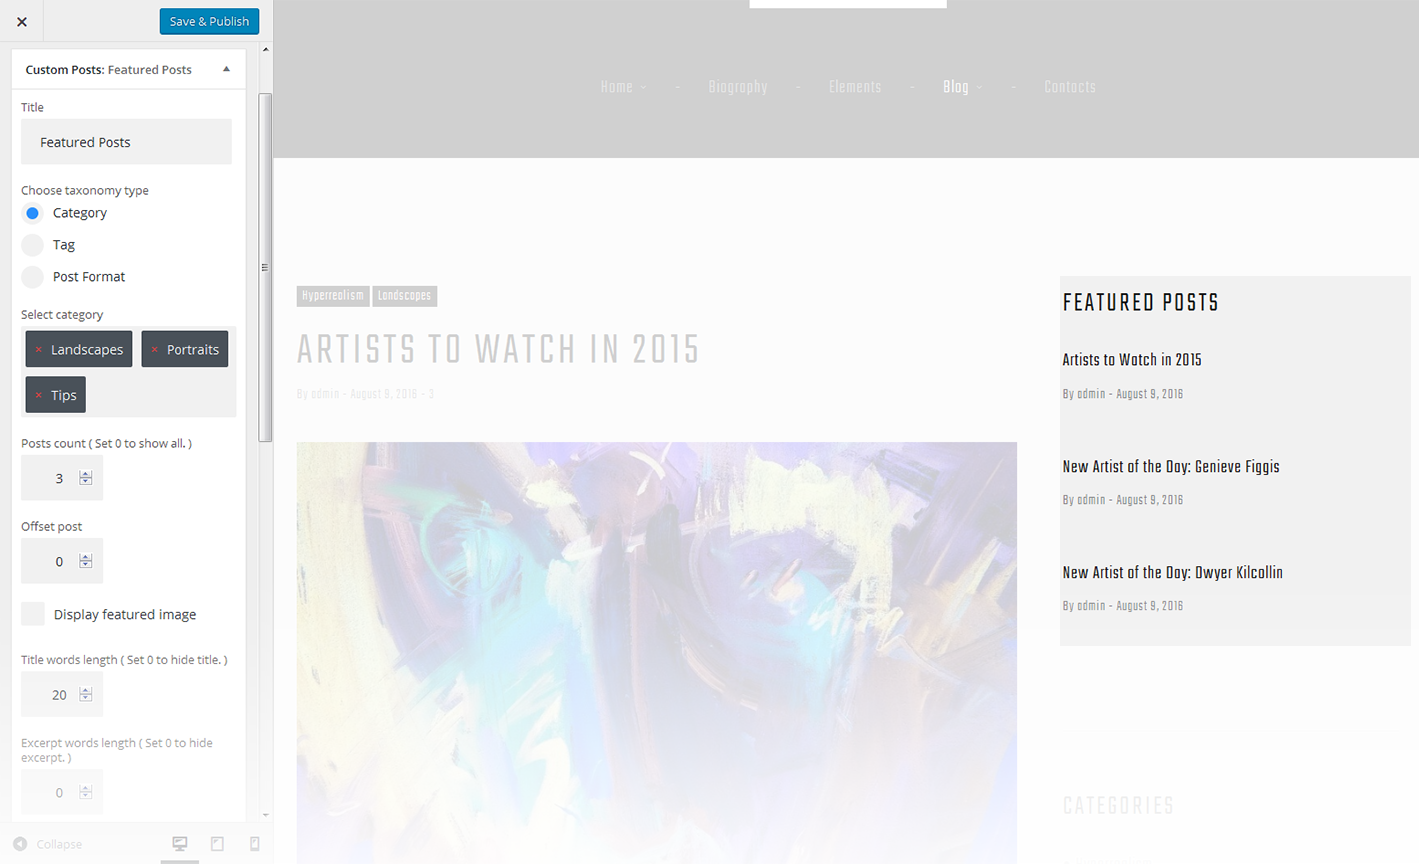 Save & Publish
Custom Posts: Featured Posts
Title
Featured Posts
Choose taxonomy type
Category
Tag
Post Format
Select category
× Landscapes × Portraits
× Tips
Posts count ( Set 0 to show all. )
3
Offset post
0
Display featured image
Title words length ( Set 0 to hide title. )
20
Excerpt words length ( Set 0 to hide
excerpt. )
0
Collapse
Home - - Biography - Elements - Blog - - Contacts
Hyperrealism Landscapes
ARTISTS TO WATCH IN 2015
By admin - August 9, 2016 - 3
FEATURED POSTS
Artists to Watch in 2015
By admin - August 9, 2016
New Artist of the Day: Genieve Figgis
By admin - August 9, 2016
New Artist of the Day: Dwyer Kilcollin
By admin - August 9, 2016
CATEGORIES